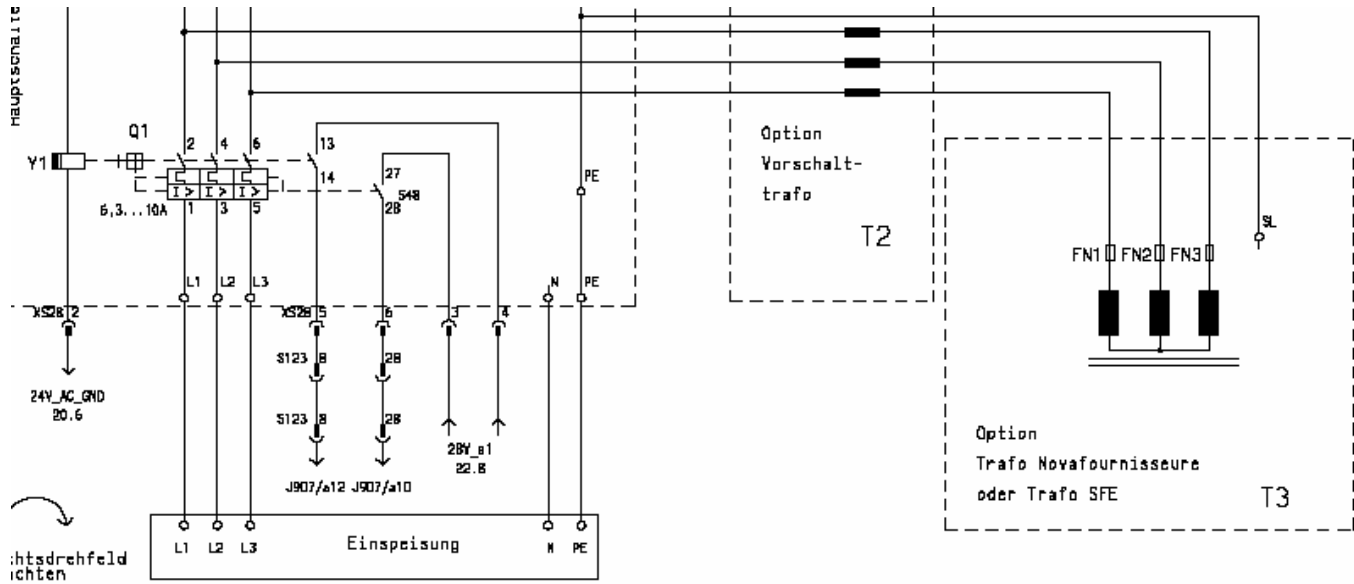 Hauptschalte
Q1
2
4
6
13
Y1
14
27
S48
28
6,3...10A
I >
I >
I >
1
3
5
PE
Option
Vorschalt-
trafo
T2
SL
FN1
FN2
FN3
L1
L2
L3
N
PE
XS28
2
XS28
5
6
3
4
S123
8
28
24V_AC_GND
20.6
S123
8
28
28V_a1
22.8
J907/a12
J907/a10
Option
Trafo Novafournisseure
oder Trafo SFE
T3
L1
L2
L3
Einspeisung
N
PE
chtsdrehfeld
achten